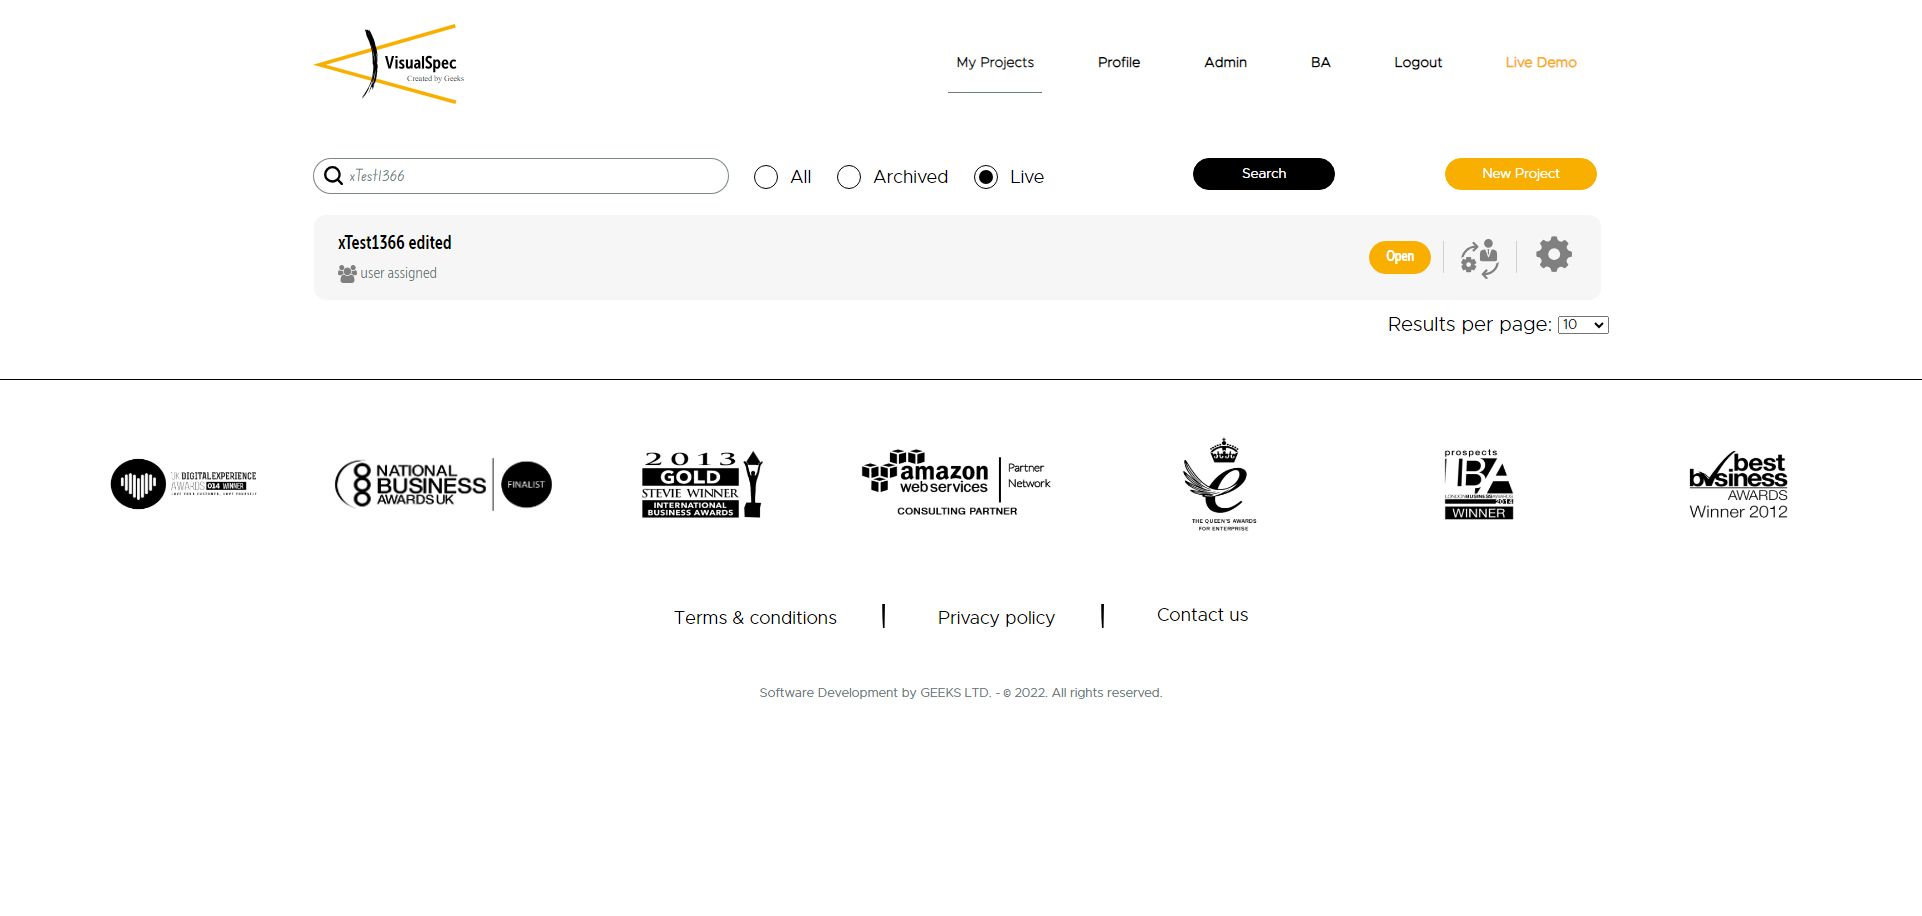 VisualSpec
Created by Geeks
My Projects
Profile
Admin
BA
Logout
Live Demo
xTest1366
All
Archived
Live
Search
New Project
xTest1366 edited
user assigned
Open
Results per page: 10
UK DIGITAL EXPERIENCE
AWARDS 014 WINNER
NATIONAL
BUSINESS
AWARDS UK
FINALIST
2013
GOLD
STEVIE WINNER
INTERNATIONAL
BUSINESS AWARDS
amazon
web services
Partner
Network
CONSULTING PARTNER
THE QUEEN'S AWARDS
FOR ENTERPRISE
prospects
LBA
LONDON BUSINESS AWARDS
2014
WINNER
best
business
AWARDS
Winner 2012
Terms & conditions
Privacy policy
Contact us
Software Development by GEEKS LTD. - © 2022. All rights reserved.